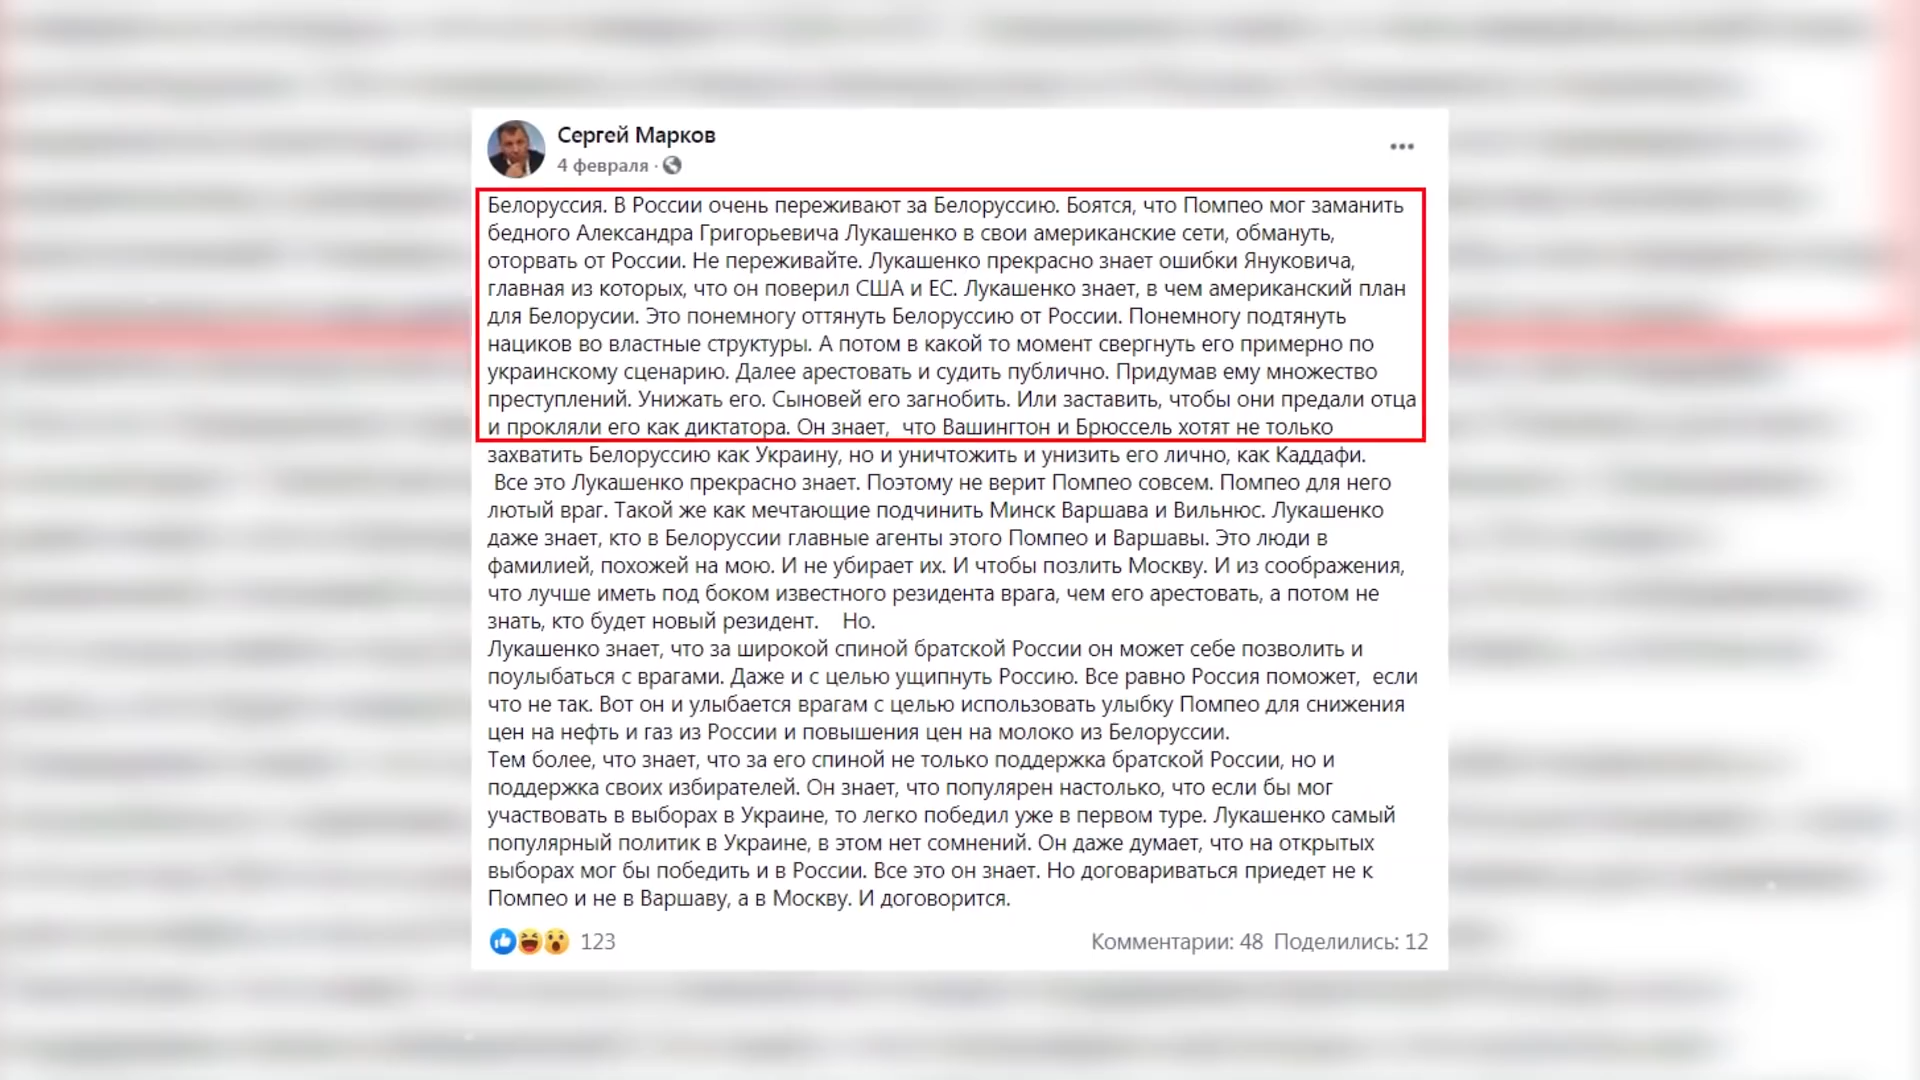 Сергей Марков
4 февраля ·
Белоруссия. В России очень переживают за Белоруссию. Боятся, что Помпео мог заманить
бедного Александра Григорьевича Лукашенко в свои американские сети, обмануть,
оторвать от России. Не переживайте. Лукашенко прекрасно знает ошибки Януковича,
главная из которых, что он поверил США и ЕС. Лукашенко знает, в чем американский план
для Белорусии. Это понемногу оттянуть Белоруссию от России. Понемногу подтянуть
нациков во властные структуры. А потом в какой то момент свергнуть его примерно по
украинскому сценарию. Далее арестовать и судить публично. Придумав ему множество
преступлений. Унижать его. Сыновей его загнобить. Или заставить, чтобы они предали отца
и прокляли его как диктатора. Он знает,  что Вашингтон и Брюссель хотят не только
захватить Белоруссию как Украину, но и уничтожить и унизить его лично, как Каддафи.
Все это Лукашенко прекрасно знает. Поэтому не верит Помпео совсем. Помпео для него
лютый враг. Такой же как мечтающие подчинить Минск Варшава и Вильнюс. Лукашенко
даже знает, кто в Белоруссии главные агенты этого Помпео и Варшавы. Это люди в
фамилией, похожей на мою. И не убирает их. И чтобы позлить Москву. И из соображения,
что лучше иметь под боком известного резидента врага, чем его арестовать, а потом не
знать, кто будет новый резидент.    Но.
Лукашенко знает, что за широкой спиной братской России он может себе позволить и
поулыбаться с врагами. Даже и с целью ущипнуть Россию. Все равно Россия поможет,  если
что не так. Вот он и улыбается врагам с целью использовать улыбку Помпео для снижения
цен на нефть и газ из России и повышения цен на молоко из Белоруссии.
Тем более, что знает, что за его спиной не только поддержка братской России, но и
поддержка своих избирателей. Он знает, что популярен настолько, что если бы мог
участвовать в выборах в Украине, то легко победил уже в первом туре. Лукашенко самый
популярный политик в Украине, в этом нет сомнений. Он даже думает, что на открытых
выборах мог бы победить и в России. Все это он знает. Но договариваться приедет не к
Помпео и не в Варшаву, а в Москву. И договорится.
123
Комментарии: 48 Поделились: 12